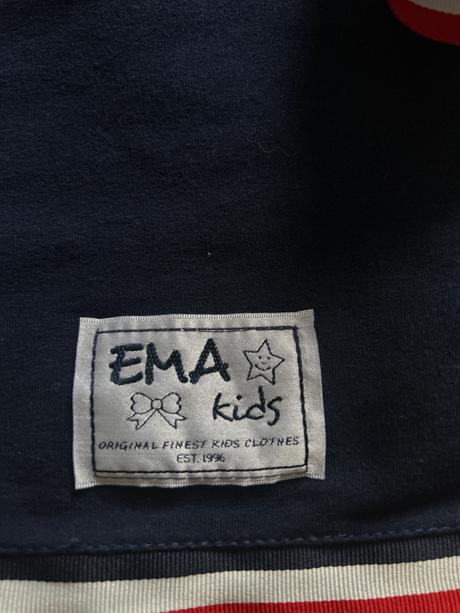 EMA
kids
ORIGINAL FINEST KIDS CLOTHES
EST. 1996